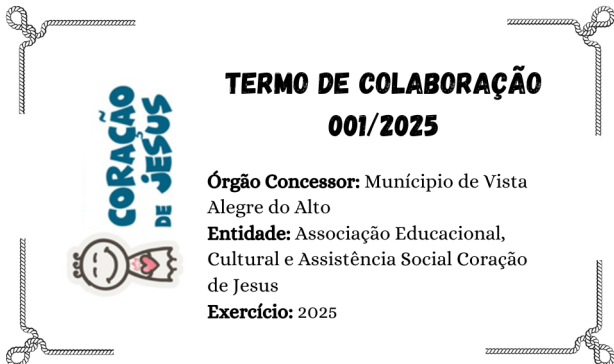 CORAÇÃO
DE JESUS
TERMO DE COLABORAÇÃO
001/2025
Órgão Concessor: Munícipio de Vista
Alegre do Alto
Entidade: Associação Educacional,
Cultural e Assistência Social Coração
de Jesus
Exercício: 2025